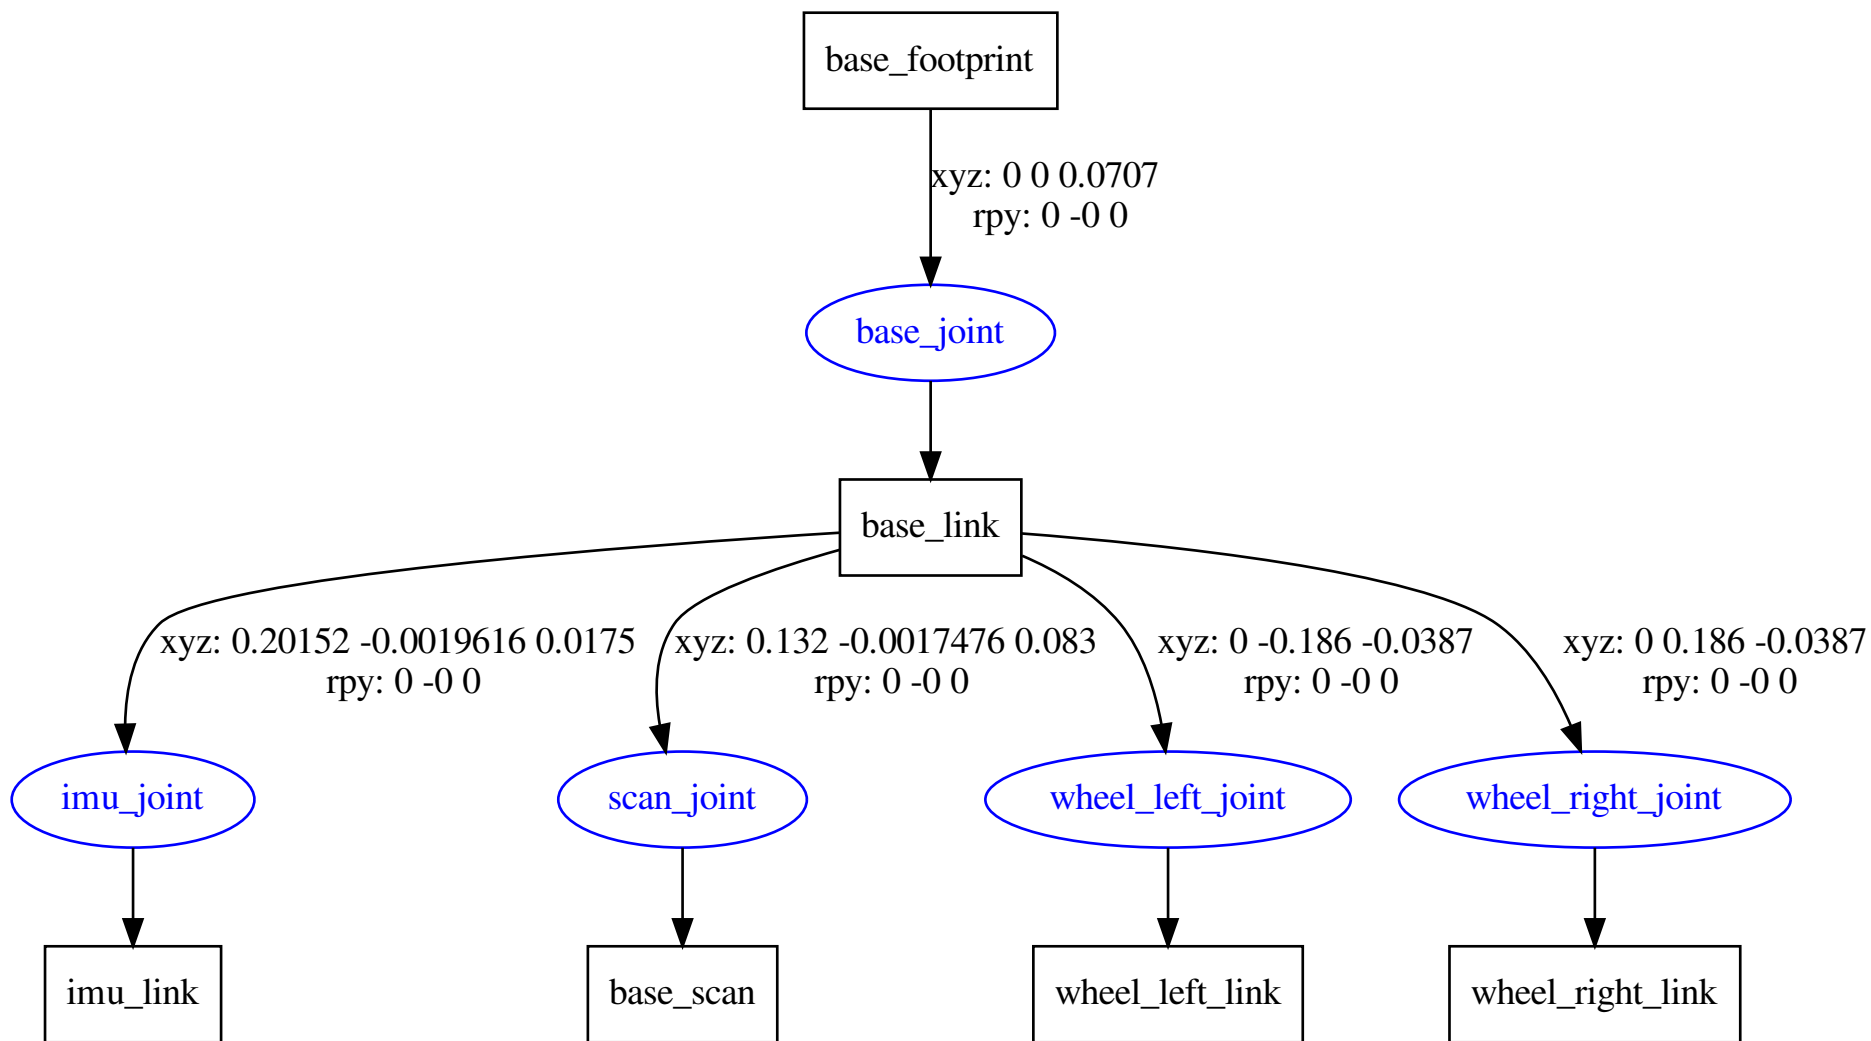 base_footprint
xyz: 0 0 0.0707
rpy: 0 -0 0
base_joint
base_link
xyz: 0.20152 -0.0019616 0.0175
rpy: 0 -0 0
xyz: 0.132 -0.0017476 0.083
rpy: 0 -0 0
xyz: 0 -0.186 -0.0387
rpy: 0 -0 0
xyz: 0 0.186 -0.0387
rpy: 0 -0 0
imu_joint
scan_joint
wheel_left_joint
wheel_right_joint
imu_link
base_scan
wheel_left_link
wheel_right_link